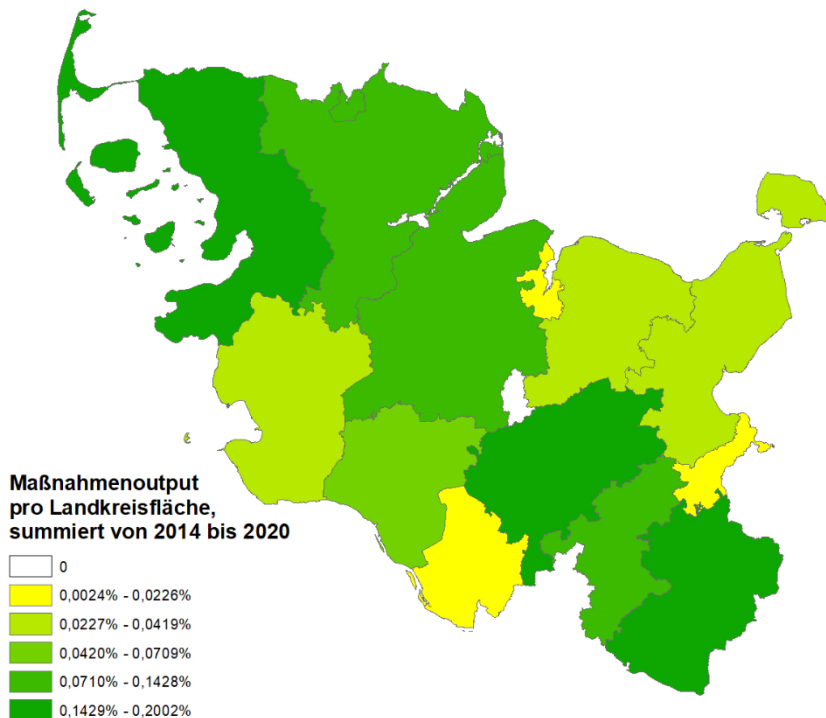 Maßnahmenoutput
pro Landkreisfläche,
summiert von 2014 bis 2020
0
0,0024% - 0,0226%
0,0227% - 0,0419%
0,0420% - 0,0709%
0,0710% - 0,1428%
0,1429% - 0,2002%